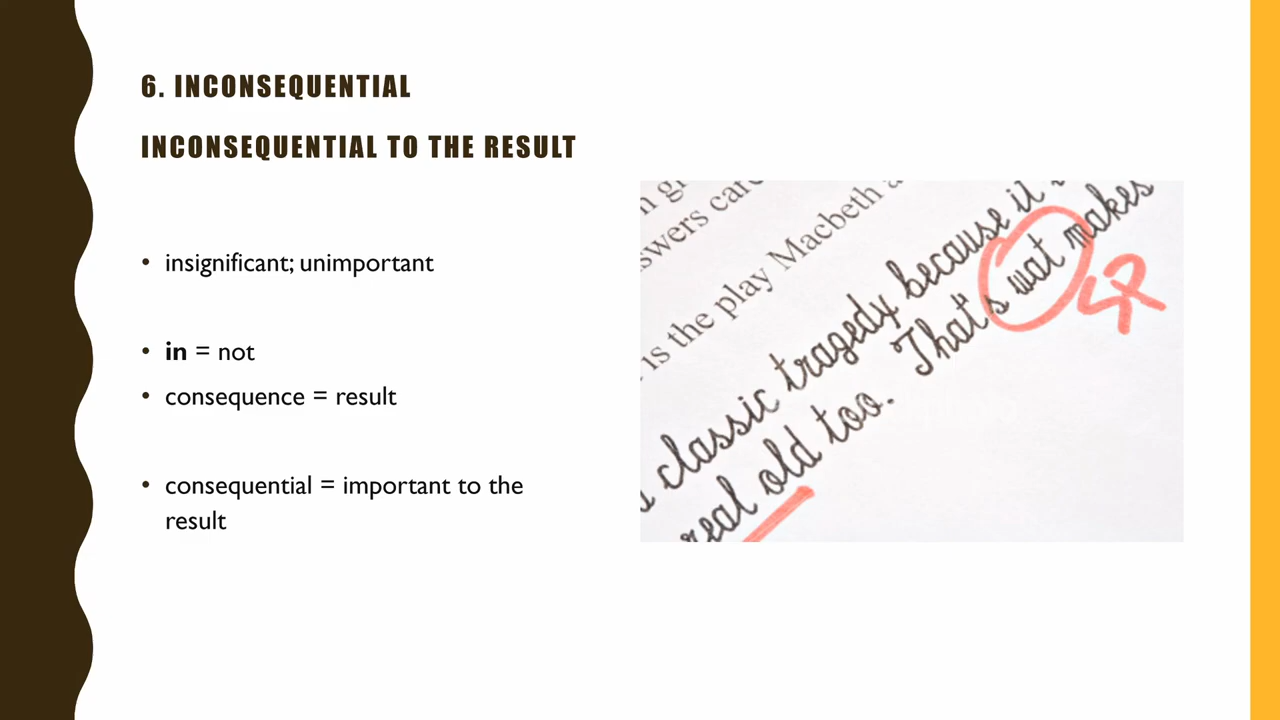 6. INCONSEQUENTIAL
INCONSEQUENTIAL TO THE RESULT
• insignificant; unimportant
• in = not
• consequence = result
• consequential = important to the
result
is the play Macbeth
classic tragedy because it
real old too. That's wat makes